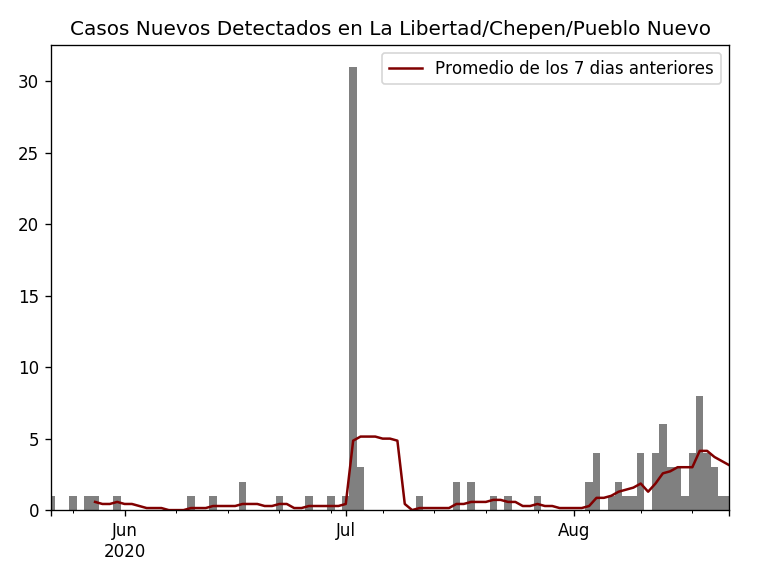 Casos Nuevos Detectados en La Libertad/Chepen/Pueblo Nuevo
Promedio de los 7 dias anteriores
30
25
20
15
10
5
0
Jun
2020
Jul
Aug